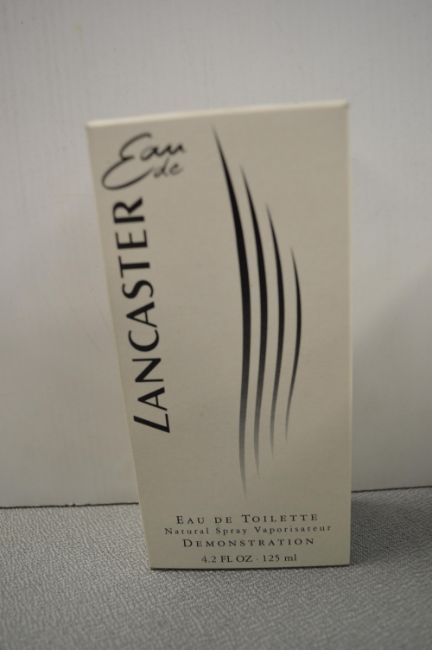 Eau
de
LANCASTER
EAU DE TOILETTE
Natural Spray Vaporisateur
DEMONSTRATION
4.2 FL OZ - 125 ml